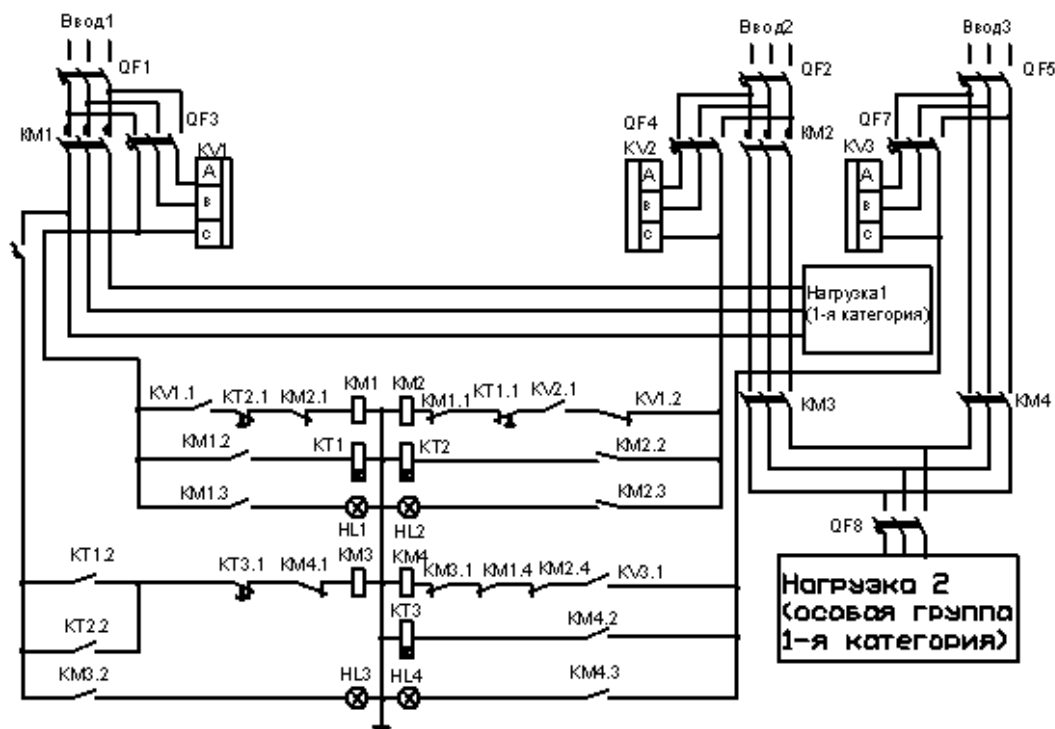 Ввод1
Ввод2
Ввод3
QF1
QF2
QF5
QF3
KM1
QF4
KM2
QF7
KV1
KV2
KV3
A
B
C
A
B
C
A
B
C
Нагрузка1
(1-я категория)
KV1.1
KT2.1
KM2.1
KM1
KM2
KM1.1
KT1.1
KV2.1
KV1.2
KM3
KM4
KM1.2
KT1
KT2
KM2.2
KM1.3
KM2.3
HL1
HL2
QF8
KT1.2
KT3.1
KM4.1
KM3
KM4
KM3.1
KM1.4
KM2.4
KV3.1
Нагрузка 2
(особая группа
1-я категория)
KT3
KM4.2
KT2.2
KM3.2
HL3
HL4
KM4.3